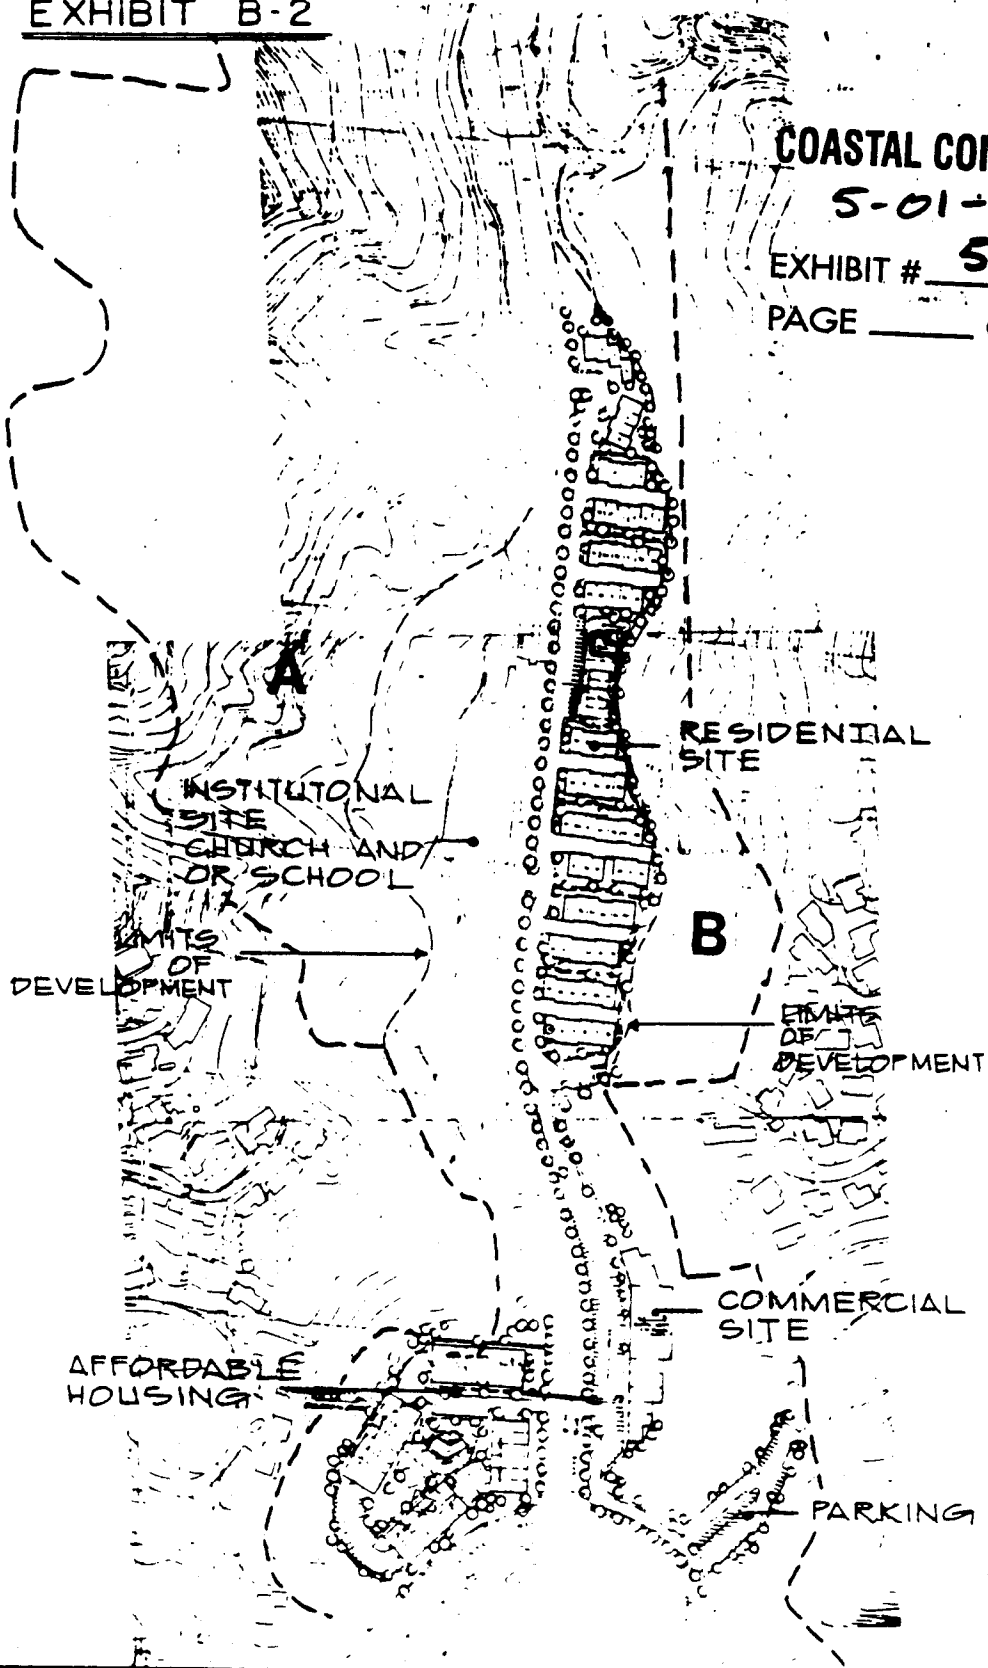 EXHIBIT B-2
COASTAL CO
5-01-
EXHIBIT # 5
PAGE
A
C
RESIDENTIAL
SITE
INSTITUTONAL
SITE
CHURCH AND/
OR SCHOOL
B
LIMITS
OF
DEVELOPMENT
LIMITS
OF
DEVELOPMENT
COMMERCIAL
SITE
AFFORDABLE
HOUSING
PARKING